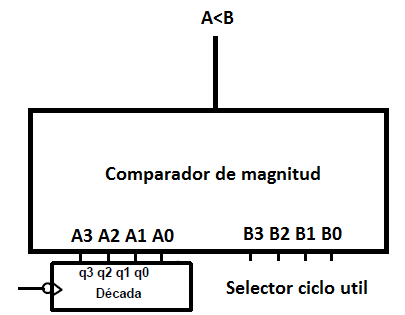 A<B
Comparador de magnitud
A3 A2 A1 A0
B3 B2 B1 B0
q3 q2 q1 q0
Década
Selector ciclo util